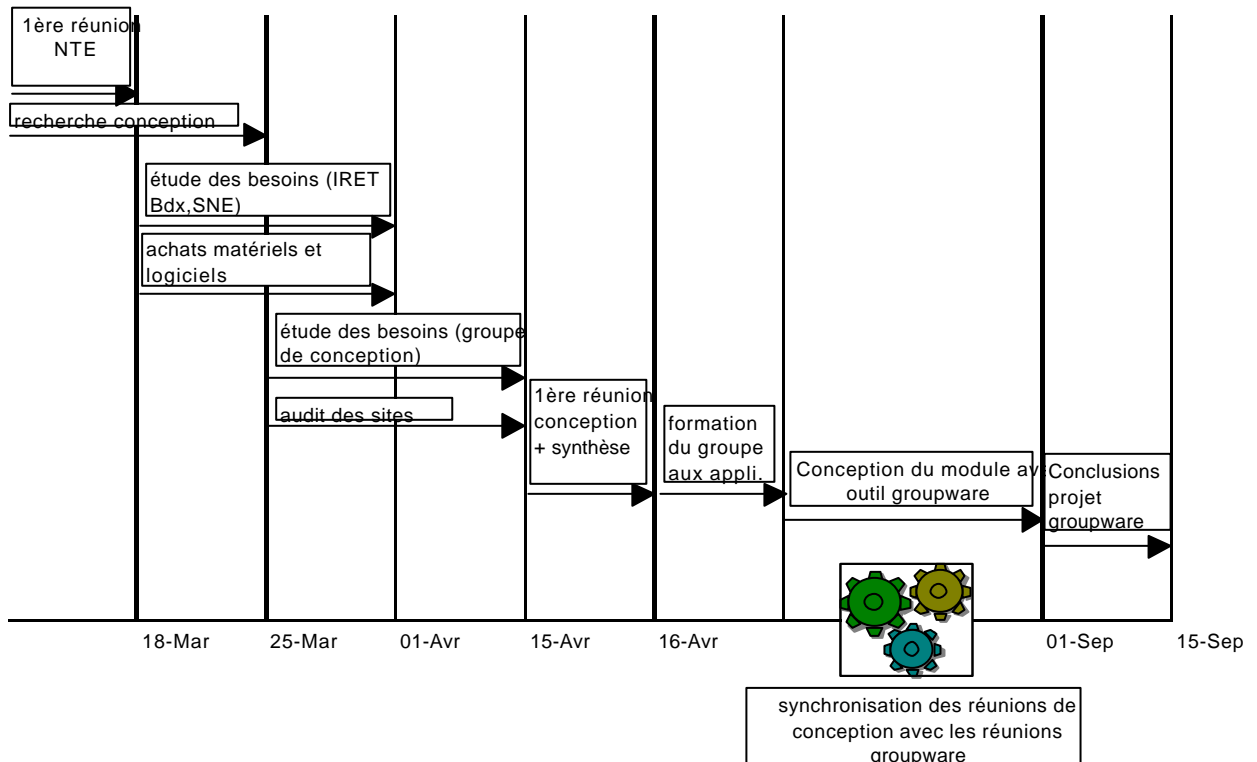 1ère réunion
NTE
recherche conception
étude des besoins (IRET
Bdx,SNE)
achats matériels et
logiciels
étude des besoins (groupe
de conception)
audit des sites
1ère réunion
conception
+ synthèse
formation
du groupe
aux appli.
Conception du module av
outil groupware
Conclusions
projet
groupware
18-Mar
25-Mar
01-Avr
15-Avr
16-Avr
01-Sep
15-Sep
synchronisation des réunions de
conception avec les réunions
groupware